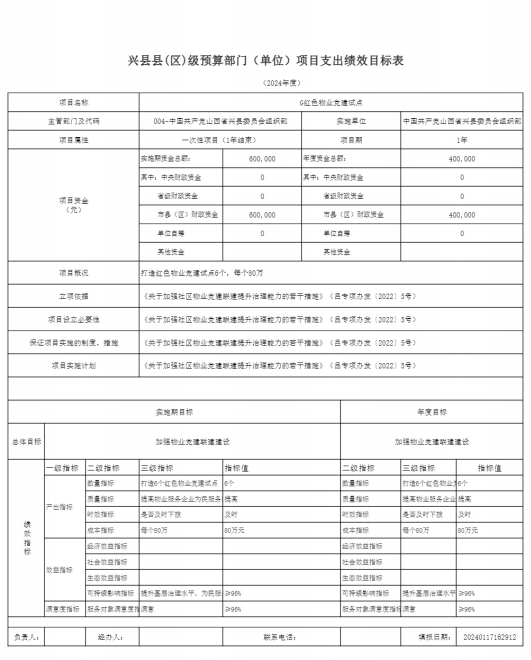 兴县县(区)级预算部门（单位）项目支出绩效目标表
（2024年度）
项目名称 G红色物业党建试点
主管部门及代码 004-中国共产党山西省兴县委员会组织部 实施单位 中国共产党山西省兴县委员会组织部
项目属性 一次性项目（1年结束） 项目期 1年
项目资金（元） 实施期资金总额： 600,000 年度资金总额： 400,000
其中：中央财政资金 0 其中：中央财政资金 0
省级财政资金 0 省级财政资金 0
市县（区）财政资金 600,000 市县（区）财政资金 400,000
单位自筹 0 单位自筹 0
其他资金 其他资金
项目概况 打造红色物业党建试点6个，每个80万
立项依据 《关于加强社区物业党建联建提升治理能力的若干措施》（吕专项办发〔2022〕5号）
项目设立必要性 《关于加强社区物业党建联建提升治理能力的若干措施》（吕专项办发〔2022〕5号）
保证项目实施的制度、措施 《关于加强社区物业党建联建提升治理能力的若干措施》（吕专项办发〔2022〕5号）
项目实施计划 《关于加强社区物业党建联建提升治理能力的若干措施》（吕专项办发〔2022〕5号）
实施期目标 年度目标
总体目标 加强物业党建联建建设 加强物业党建联建建设
绩效指标 一级指标 二级指标 三级指标 指标值 二级指标 三级指标 指标值
产出指标 数量指标 打造6个红色物业党建试点 6个 数量指标 打造6个红色物业 6个
质量指标 提高物业服务企业为民服务 提高 质量指标 提高物业服务企业 提高
时效指标 是否及时下拨 及时 时效指标 是否及时下拨 及时
成本指标 每个80万 80万元 成本指标 每个80万 80万元
效益指标 经济效益指标 经济效益指标
社会效益指标 社会效益指标
生态效益指标 生态效益指标
可持续影响指标 提升基层治理水平，为民服 ≥96% 可持续影响指标 提升基层治理水平 ≥96%
满意度指标 服务对象满意度指 满意 ≥96% 服务对象满意度指 满意 ≥96%
负责人： 经办人： 联系电话： 填报日期： 20240117162912